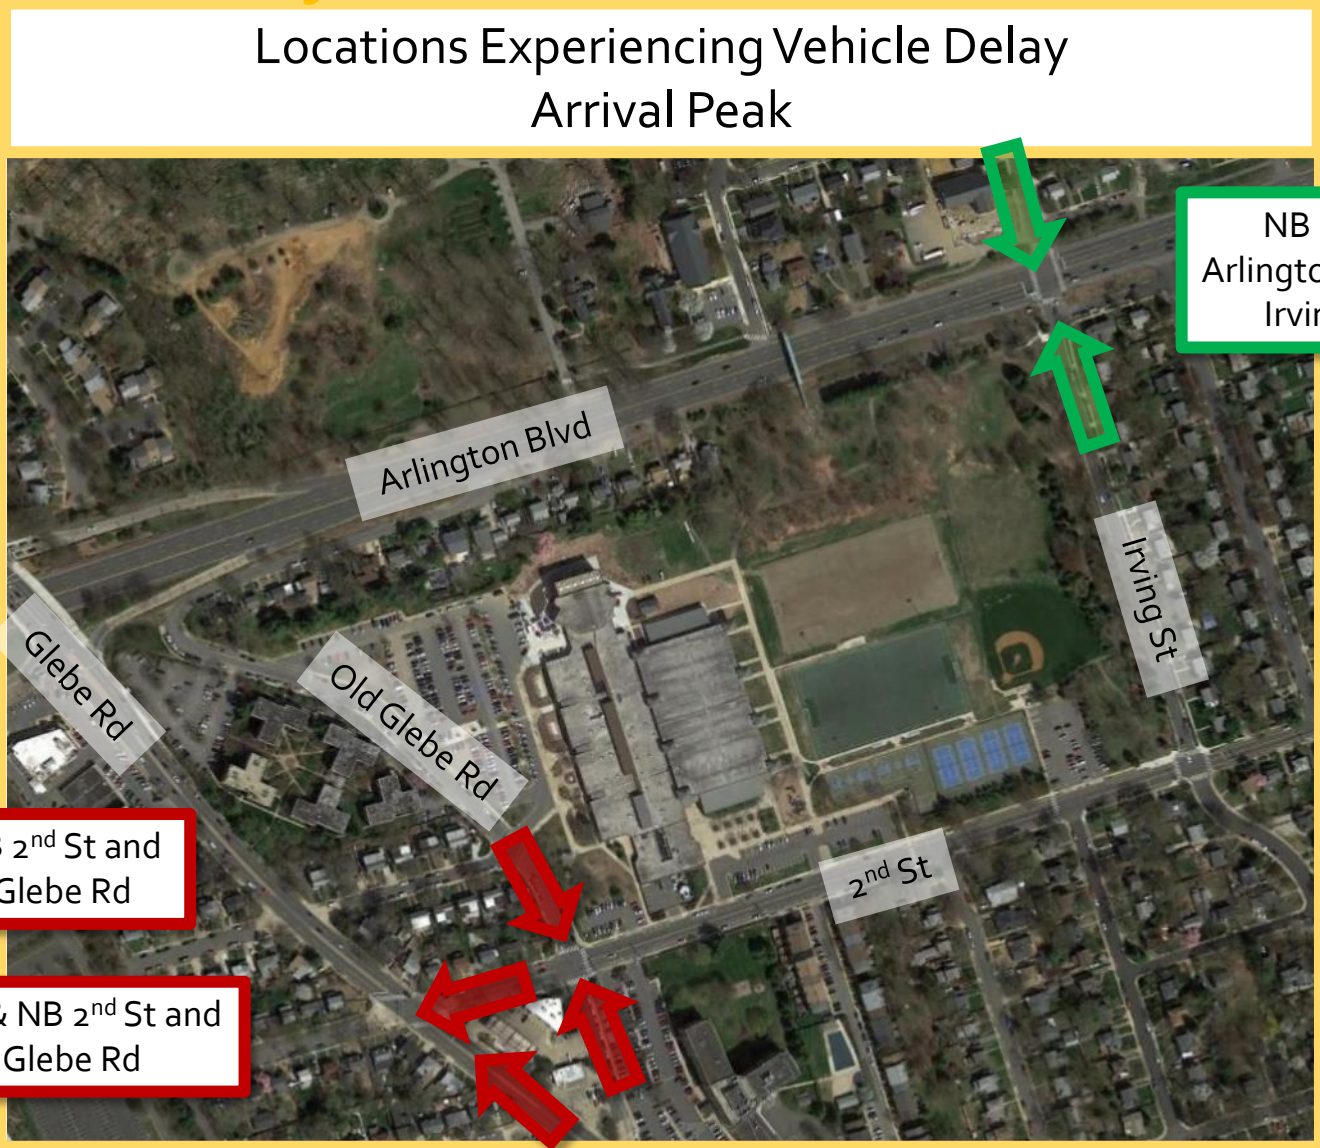 Locations Experiencing Vehicle Delay
Arrival Peak
NB
Arlingto
Irvin
Arlington Blvd
Irving St
Glebe Rd
Old Glebe Rd
2nd St and
Glebe Rd
2nd St
& NB 2nd St and
Glebe Rd